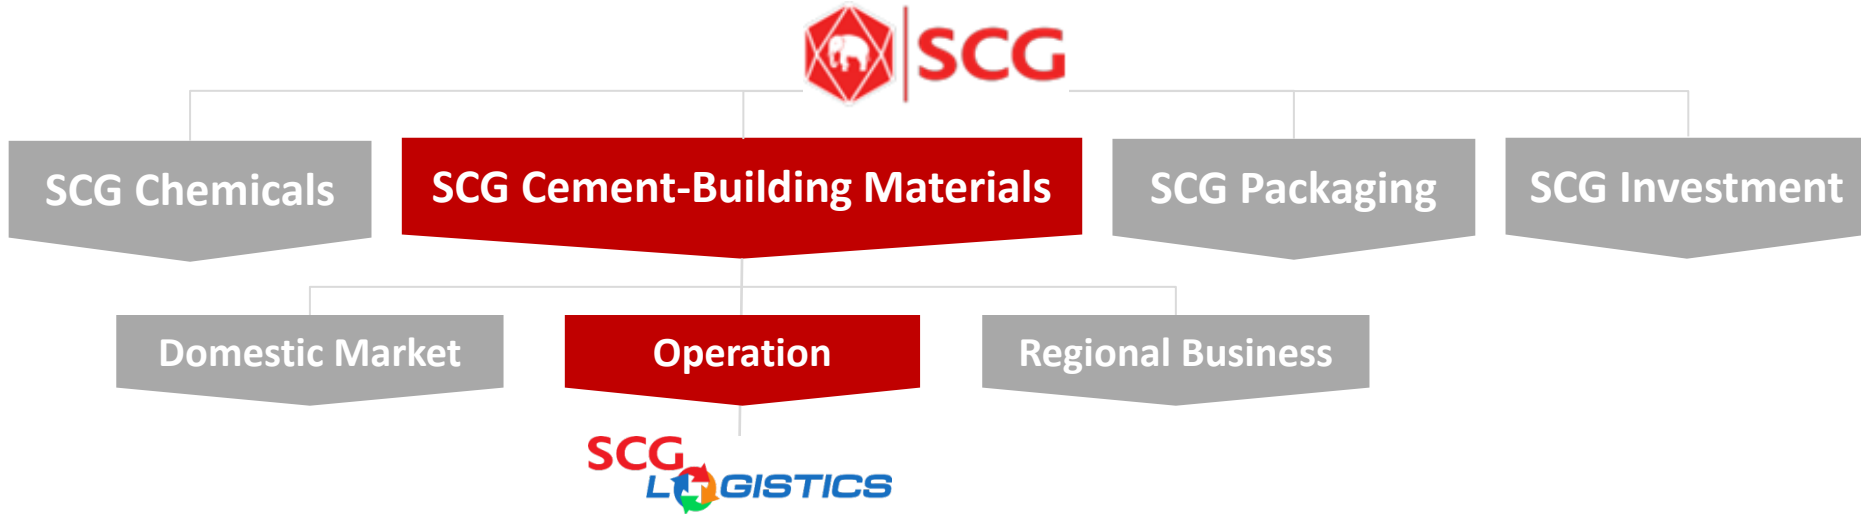 SCG
SCG Chemicals
SCG Cement-Building Materials
SCG Packaging
SCG Investment
Domestic Market
Operation
Regional Business
SCG
LOGISTICS